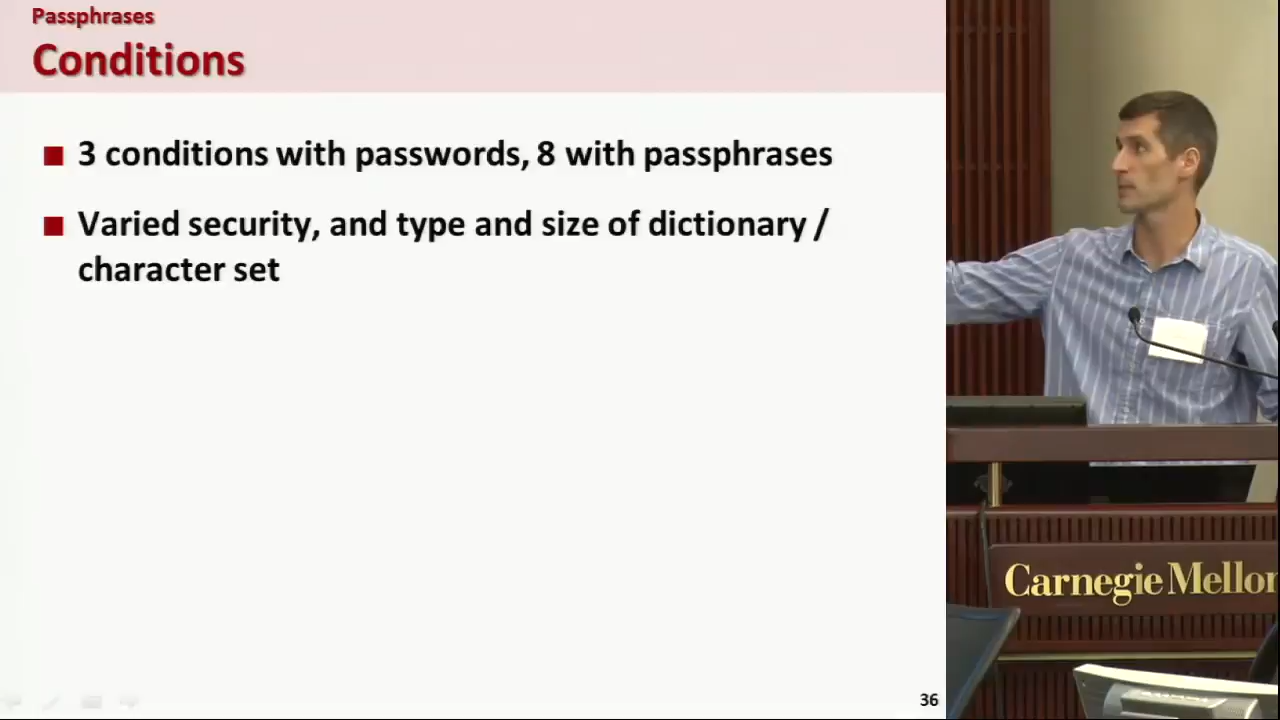 Passphrases
Conditions
3 conditions with passwords, 8 with passphrases
Varied security, and type and size of dictionary /
character set
36
Carnegie Mellon